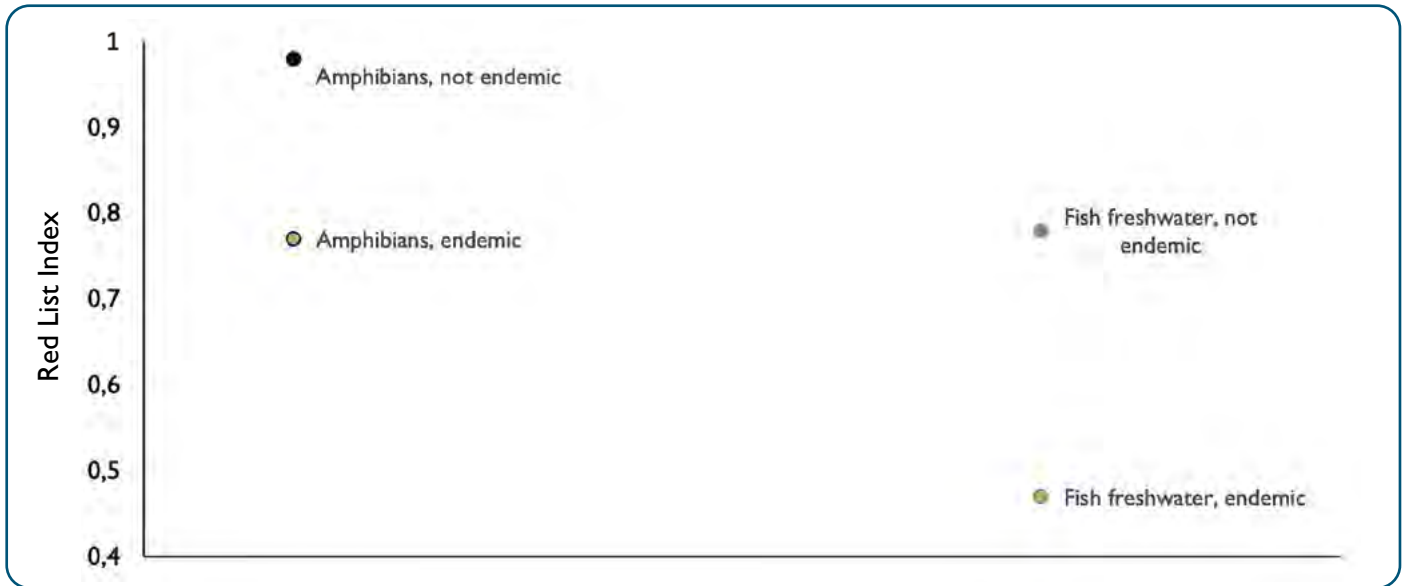 1
Amphibians, not endemic
0,9
0,8
Fish freshwater, not
endemic
Amphibians, endemic
0,7
Red List Index
0,6
0,5
Fish freshwater, endemic
0,4